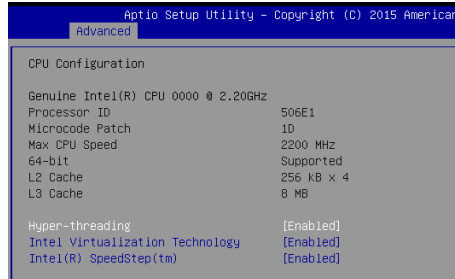 Aptio Setup Utility – Copyright (C) 2015 American
Advanced
CPU Configuration
Genuine Intel(R) CPU 0000 @ 2.20GHz
Processor ID 506E1
Microcode Patch 1D
Max CPU Speed 2200 MHz
64-bit Supported
L2 Cache 256 kB x 4
L3 Cache 8 MB
Hyper-threading [Enabled]
Intel Virtualization Technology [Enabled]
Intel(R) SpeedStep(tm) [Enabled]